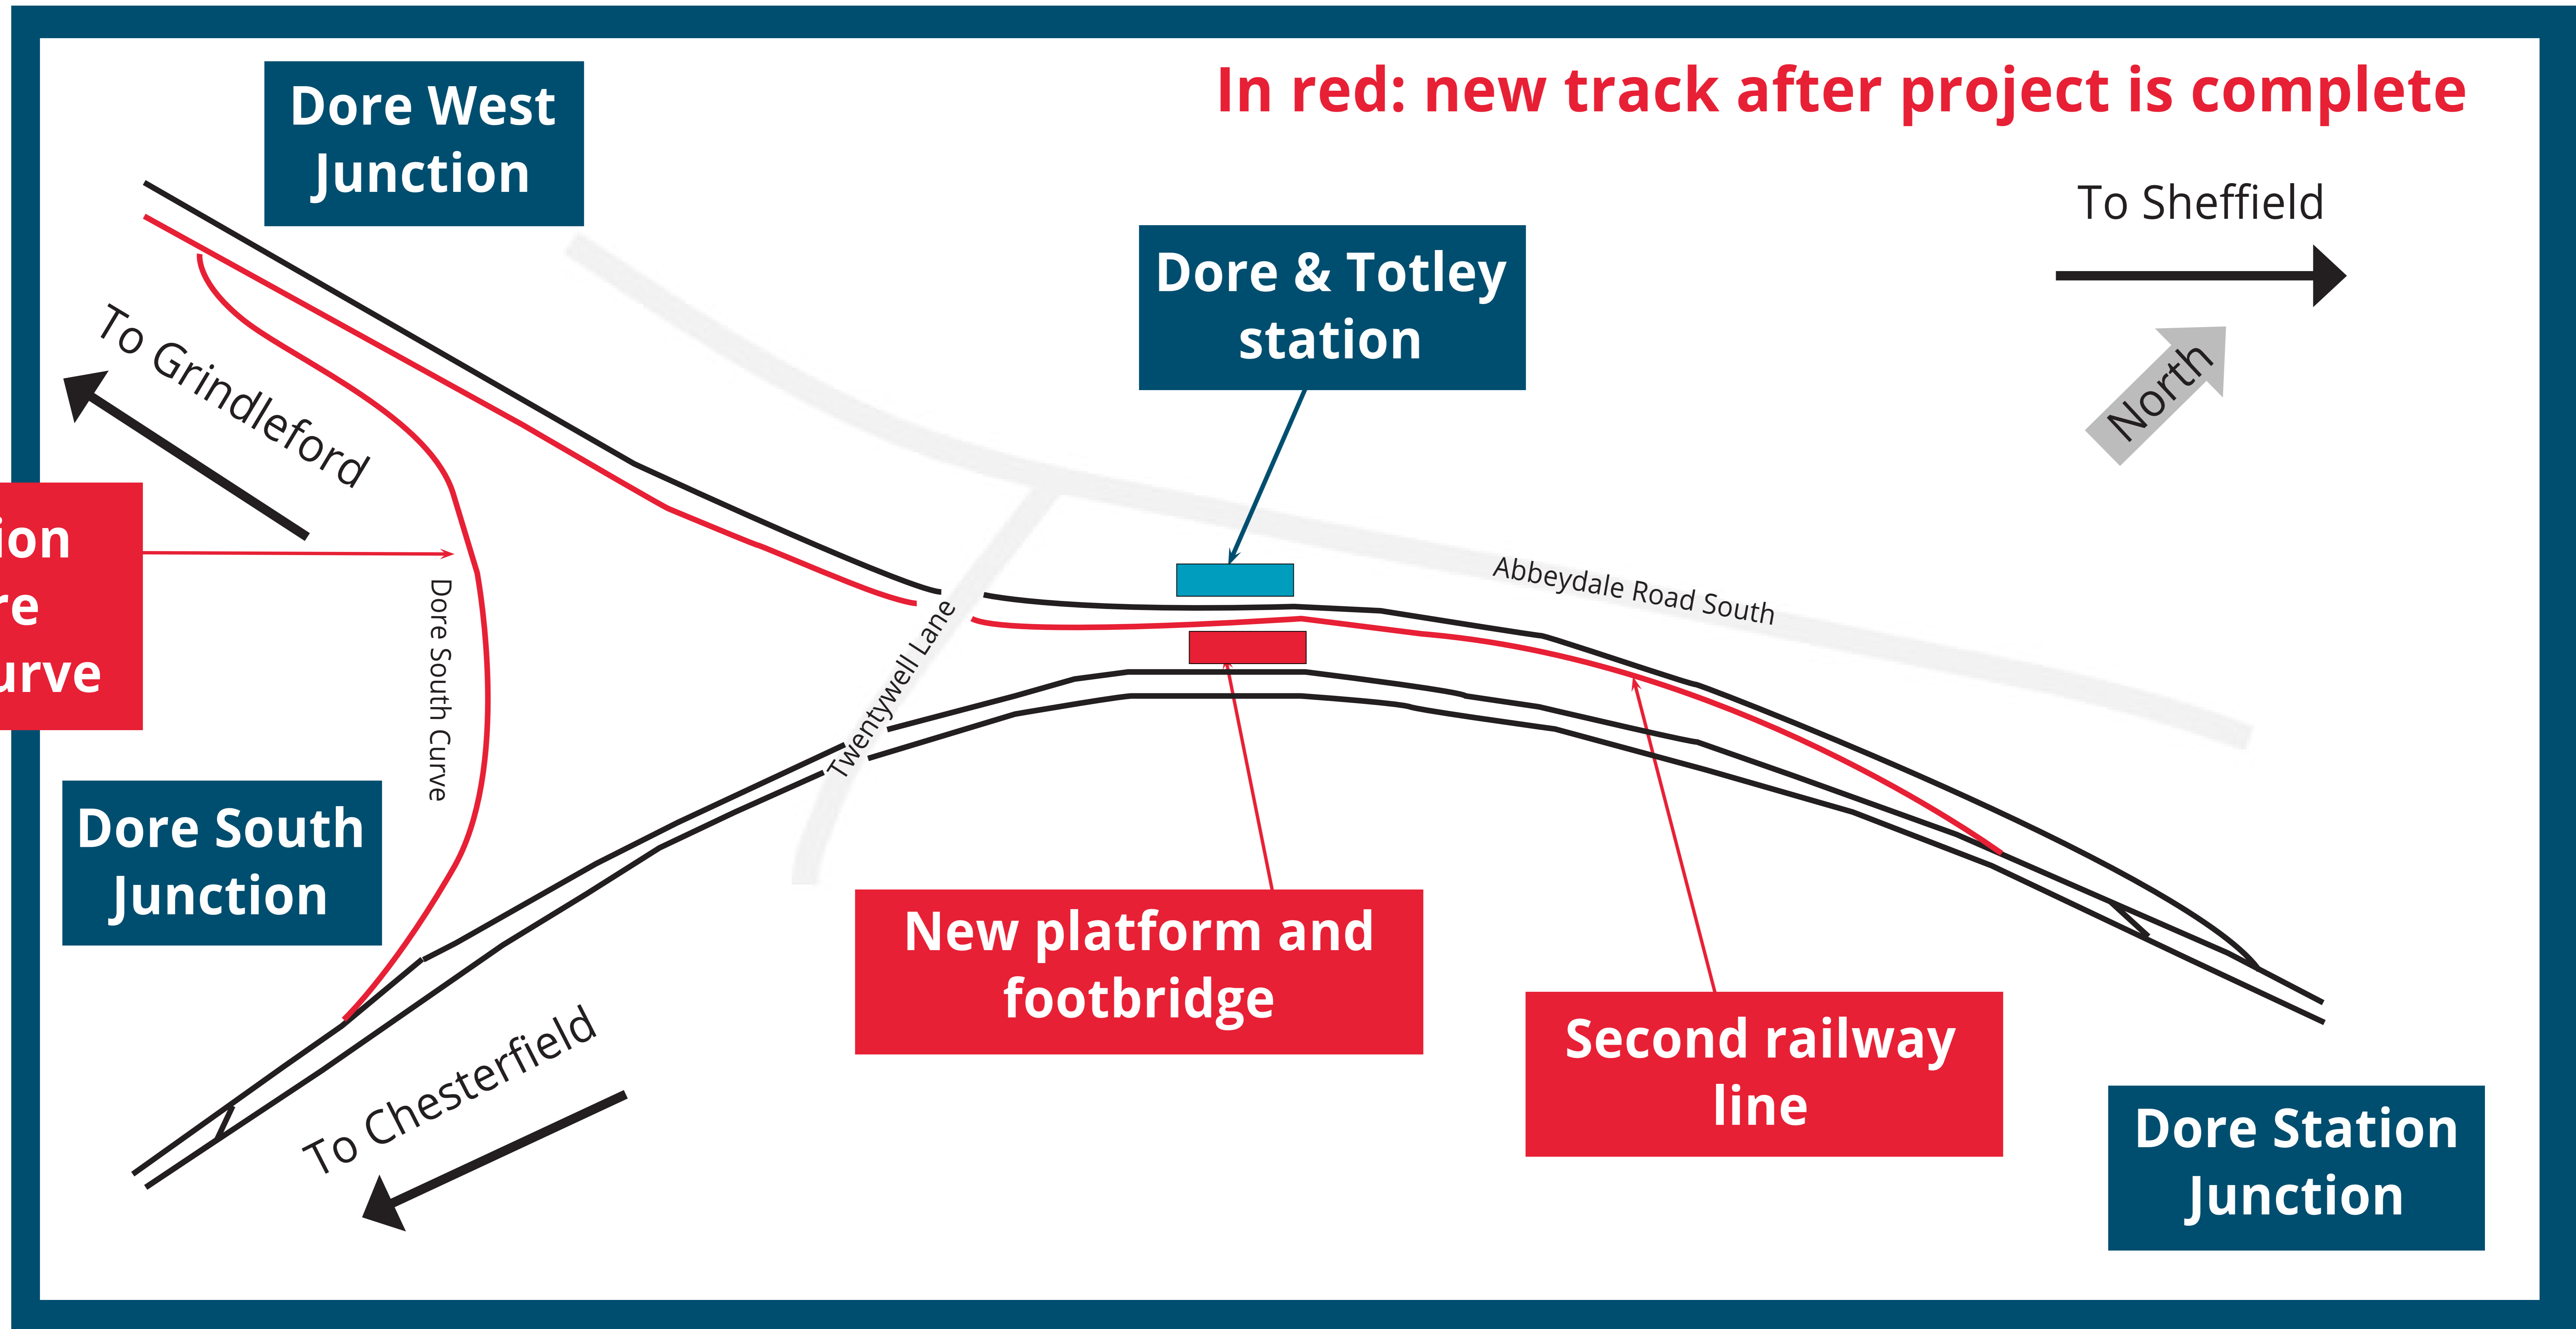 In red: new track after project is complete
Dore West
Junction
To Sheffield
North
Dore & Totley
station
To Grindleford
Abbeydale Road South
Twentywell Lane
Dore South Curve
ion
re
urve
Dore South
Junction
To Chesterfield
New platform and
footbridge
Second railway
line
Dore Station
Junction